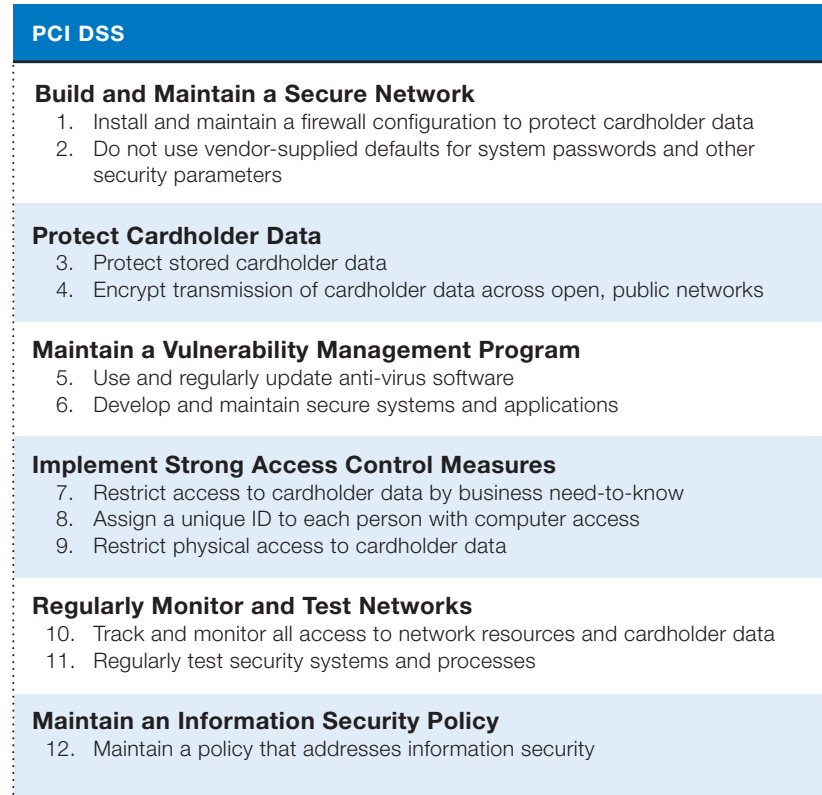 PCI DSS
Build and Maintain a Secure Network
1. Install and maintain a firewall configuration to protect cardholder data
2. Do not use vendor-supplied defaults for system passwords and other
security parameters
Protect Cardholder Data
3. Protect stored cardholder data
4. Encrypt transmission of cardholder data across open, public networks
Maintain a Vulnerability Management Program
5. Use and regularly update anti-virus software
6. Develop and maintain secure systems and applications
Implement Strong Access Control Measures
7. Restrict access to cardholder data by business need-to-know
8. Assign a unique ID to each person with computer access
9. Restrict physical access to cardholder data
Regularly Monitor and Test Networks
10. Track and monitor all access to network resources and cardholder data
11. Regularly test security systems and processes
Maintain an Information Security Policy
12. Maintain a policy that addresses information security